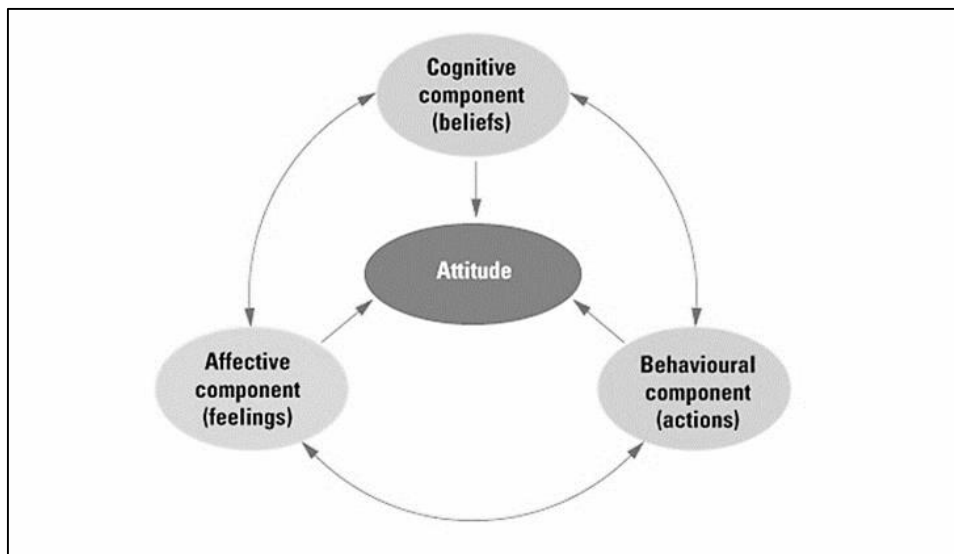 Cognitive
component
(beliefs)
Attitude
Affective
component
(feelings)
Behavioural
component
(actions)